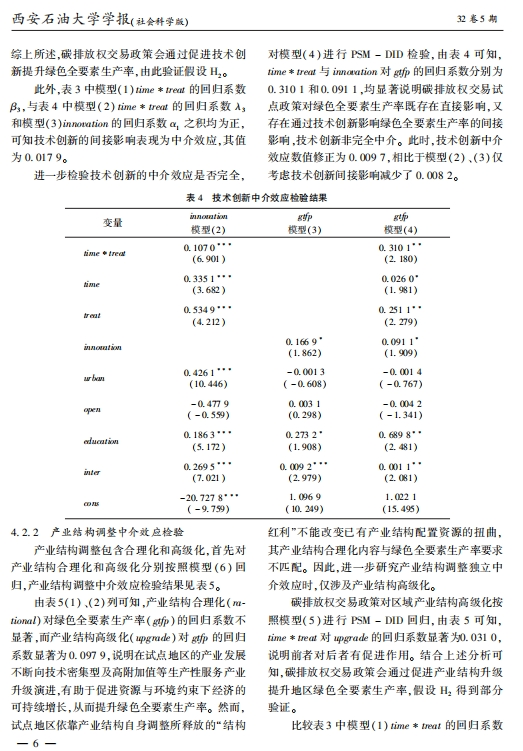 西安石油大学学报(社会科学版)
32卷5期
综上所述,碳排放权交易政策会通过促进技术创
新提升绿色全要素生产率,由此验证假设 H₂。
此外,表 3 中模型(1) time * treat 的回归系数
β₃,与表 4 中模型(2) time * treat 的回归系数 λ₃
和模型(3) innovation 的回归系数 α₁ 之积均为正,
可知技术创新的间接影响表现为中介效应,其值
为 0. 017 9。
进一步检验技术创新的中介效应是否完全,
对模型(4)进行 PSM - DID 检验,由表 4 可知,
time * treat 与 innovation 对 gtfp 的回归系数分别为
0. 310 1 和 0. 091 1,均显著说明碳排放权交易试
点政策对绿色全要素生产率既存在直接影响,又
存在通过技术创新影响绿色全要素生产率的间接
影响,技术创新非完全中介。此时,技术创新中介
效应数值修正为 0. 009 7,相比于模型(2)、(3)仅
考虑技术创新间接影响减少了 0. 008 2。
表 4 技术创新中介效应检验结果
变量 innovation gtfp gtfp
模型(2) 模型(3) 模型(4)
time * treat 0. 107 0*** 0. 310 1**
(6. 901) (2. 180)
time 0. 335 1*** 0. 026 0*
(3. 682) (1. 981)
treat 0. 534 9*** 0. 251 1**
(4. 212) (2. 279)
innovation 0. 166 9* 0. 091 1*
(1. 862) (1. 909)
urban 0. 426 1*** - 0. 001 3 - 0. 001 4
(10. 446) ( - 0. 608) ( - 0. 767)
open - 0. 477 9 0. 003 1 - 0. 004 2
( - 0. 559) (0. 298) ( - 1. 341)
education 0. 186 3*** 0. 273 2* 0. 689 8**
(5. 172) (1. 908) (2. 481)
inter 0. 269 5*** 0. 009 2*** 0. 001 1**
(7. 021) (2. 979) (2. 081)
cons -20. 727 8*** 1. 096 9 1. 022 1
( - 9. 759) (10. 249) (15. 495)
4. 2. 2 产业结构调整中介效应检验
产业结构调整包含合理化和高级化,首先对
产业结构合理化和高级化分别按照模型(6)回
归,产业结构调整中介效应检验结果见表 5。
由表 5(1)、(2)列可知,产业结构合理化(ra-
tional)对绿色全要素生产率(gtfp)的回归系数不
显著,而产业结构高级化(upgrade)对 gtfp 的回归
系数显著为 0. 097 9,说明在试点地区的产业发展
不断向技术密集型及高附加值等生产性服务产业
升级演进,有助于促进资源与环境约束下经济的
可持续增长,从而提升绿色全要素生产率。然而,
试点地区依靠产业结构自身调整所释放的“结构
红利”不能改变已有产业结构配置资源的扭曲,
其产业结构合理化内容与绿色全要素生产率要求
不匹配。因此,进一步研究产业结构调整独立中
介效应时,仅涉及产业结构高级化。
碳排放权交易政策对区域产业结构高级化按
照模型(5)进行 PSM - DID 回归,由表 5 可知,
time * treat 对 upgrade 的回归系数显著为0. 031 0,
说明前者对后者有促进作用。结合上述分析可
知,碳排放权交易政策会通过促进产业结构升级
提升地区绿色全要素生产率,假设 H₂ 得到部分
验证。
比较表 3 中模型(1) time * treat 的回归系数
— 6 —